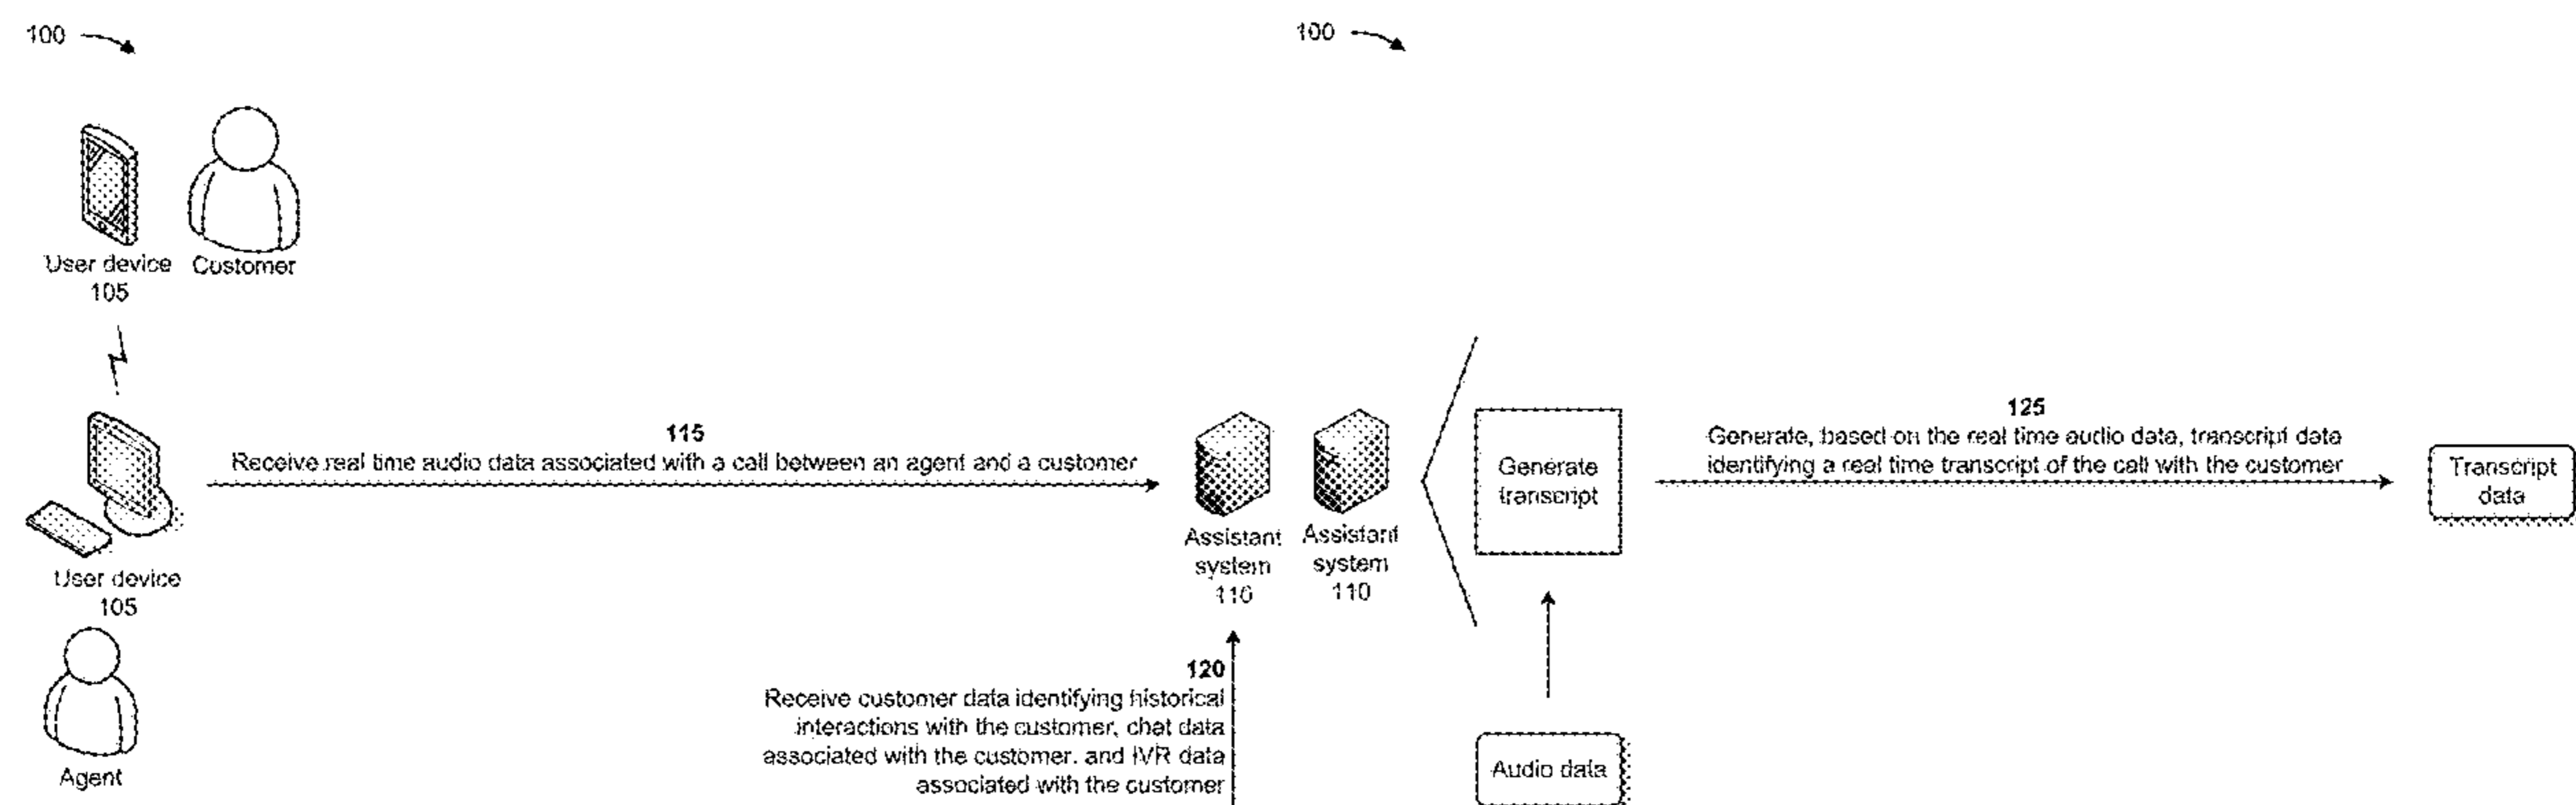 100
User device
105
Customer
User device
105
Agent
115
Receive real time audio data associated with a call between an agent and a customer
Assistant
system
110
120
Receive customer data identifying historical
interactions with the customer, chat data
associated with the customer, and IVR data
associated with the customer
100
Assistant
system
110
Generate
transcript
Audio data
125
Generate, based on the real time audio data, transcript data
identifying a real time transcript of the call with the customer
Transcript
data